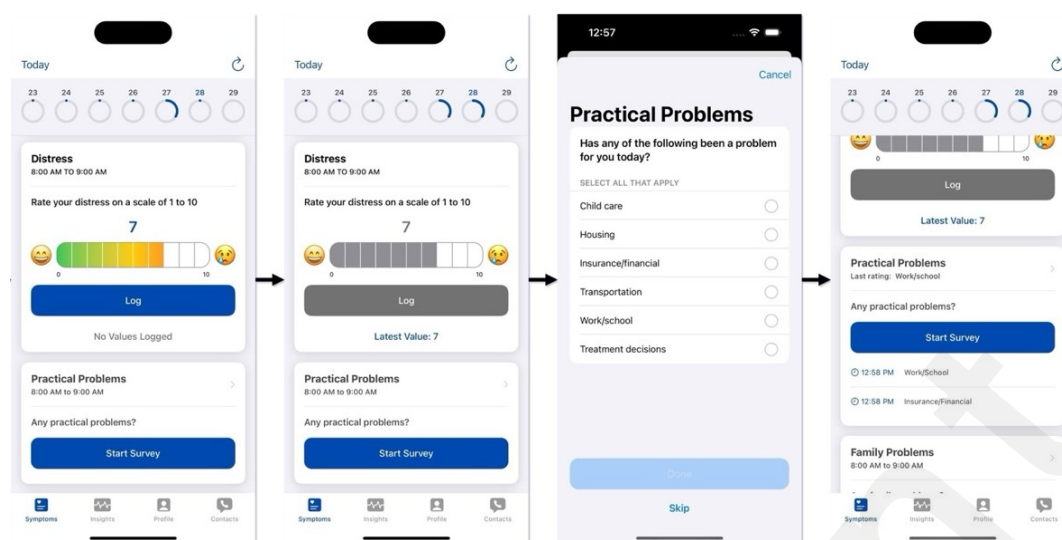 Today
23 24 25 26 27 28 29
Distress
8:00 AM TO 9:00 AM
Rate your distress on a scale of 1 to 10
7
0 10
Log
No Values Logged
Practical Problems
8:00 AM to 9:00 AM
Any practical problems?
Start Survey
Symptoms Insights Profile Contacts
Today
23 24 25 26 27 28 29
Distress
8:00 AM TO 9:00 AM
Rate your distress on a scale of 1 to 10
7
0 10
Log
Latest Value: 7
Practical Problems
8:00 AM to 9:00 AM
Any practical problems?
Start Survey
Symptoms Insights Profile Contacts
12:57
Cancel
Practical Problems
Has any of the following been a problem
for you today?
SELECT ALL THAT APPLY
Child care
Housing
Insurance/financial
Transportation
Work/school
Treatment decisions
Done
Skip
Today
23 24 25 26 27 28 29
0 10
Log
Latest Value: 7
Practical Problems
Last rating: Work/school
Any practical problems?
Start Survey
12:58 PM Work/School
12:58 PM Insurance/Financial
Family Problems
8:00 AM to 9:00 AM
Symptoms Insights Profile Contacts